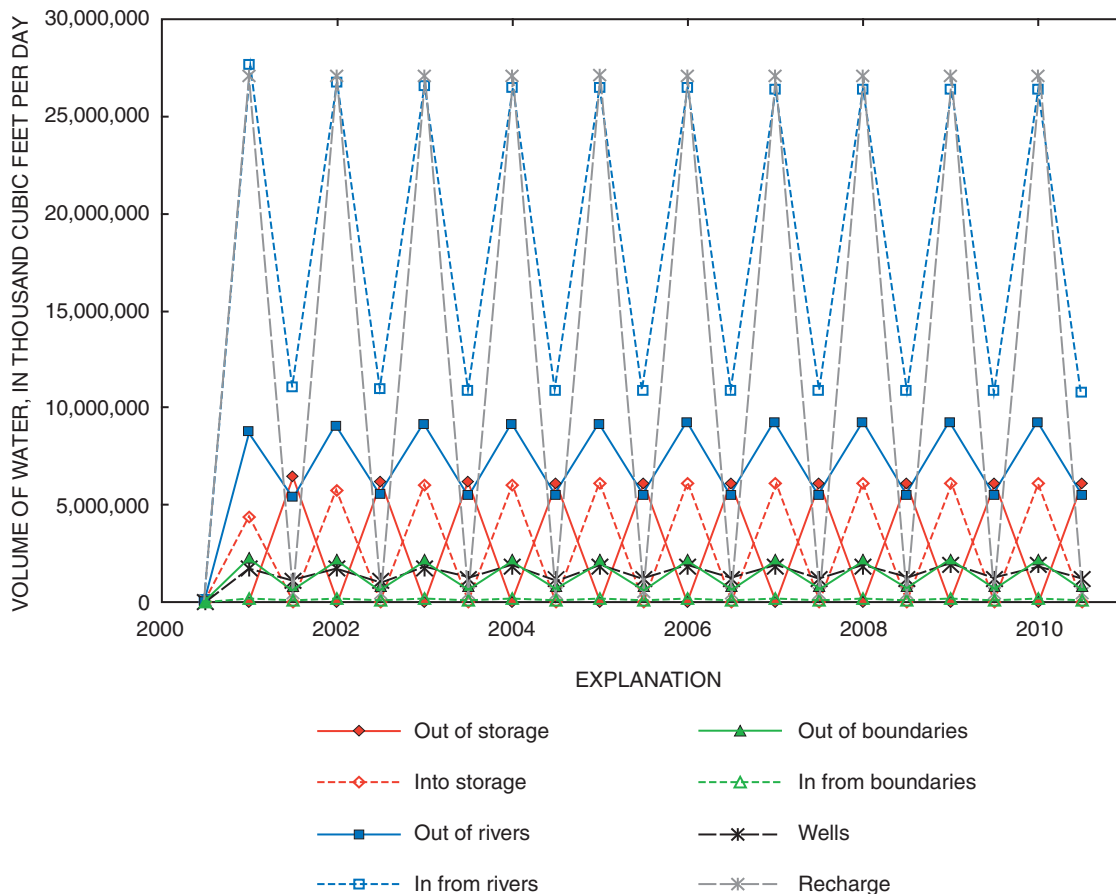 VOLUME OF WATER, IN THOUSAND CUBIC FEET PER DAY
30,000,000
25,000,000
20,000,000
15,000,000
10,000,000
5,000,000
0
2000 2002 2004 2006 2008 2010
EXPLANATION
Out of storage
Into storage
Out of rivers
In from rivers
Out of boundaries
In from boundaries
Wells
Recharge